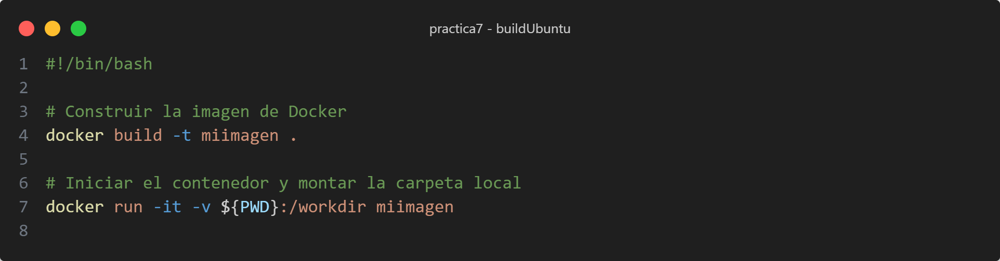 practica7 - buildUbuntu
1 #!/bin/bash
2
3 # Construir la imagen de Docker
4 docker build -t miimagen .
5
6 # Iniciar el contenedor y montar la carpeta local
7 docker run -it -v ${PWD}:/workdir miimagen
8